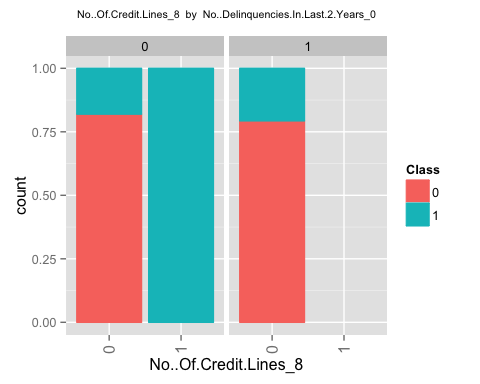 No..Of.Credit.Lines_8 by No..Delinquencies.In.Last.2.Years_0
0 1
1.00
0.75
0.50
0.25
0.00
count
0 1 0 1
No..Of.Credit.Lines_8
Class
0
1